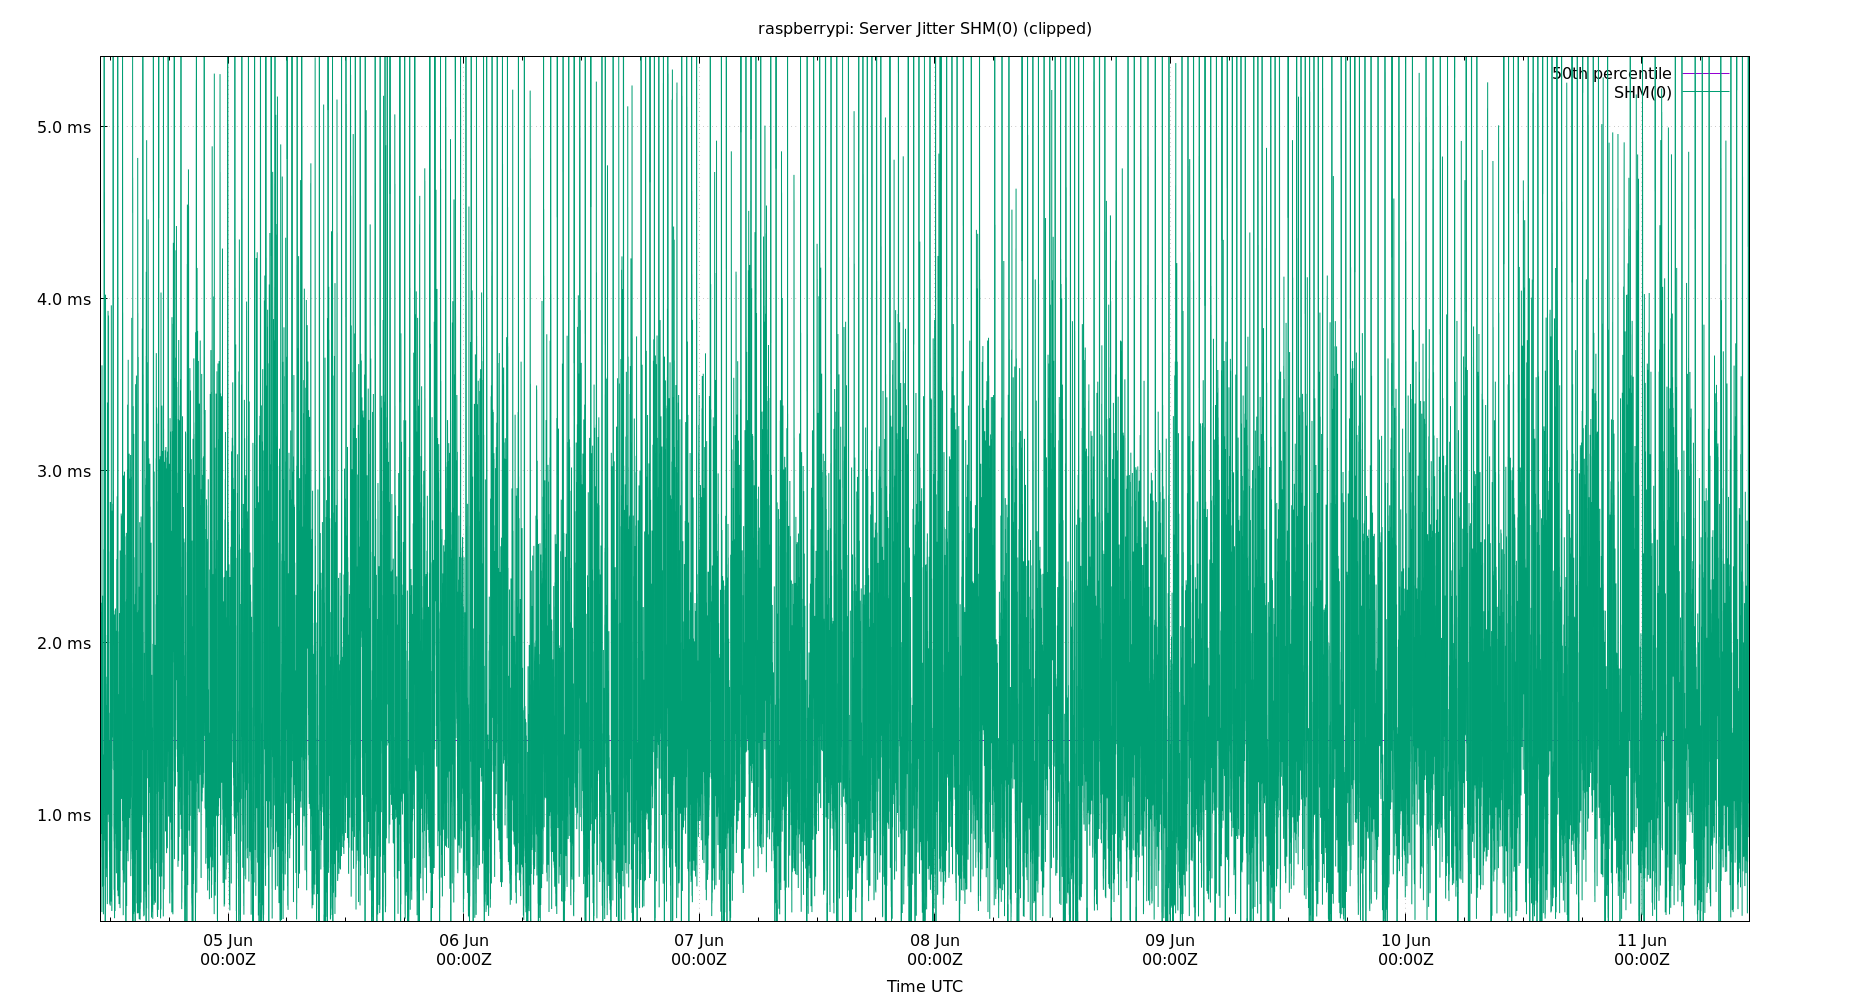 raspberrypi: Server Jitter SHM(0) (clipped)
50th percentile
SHM(0)
5.0 ms
4.0 ms
3.0 ms
2.0 ms
1.0 ms
05 Jun 06 Jun 07 Jun 08 Jun 09 Jun 10 Jun 11 Jun
00:00Z 00:00Z 00:00Z 00:00Z 00:00Z 00:00Z 00:00Z
Time UTC